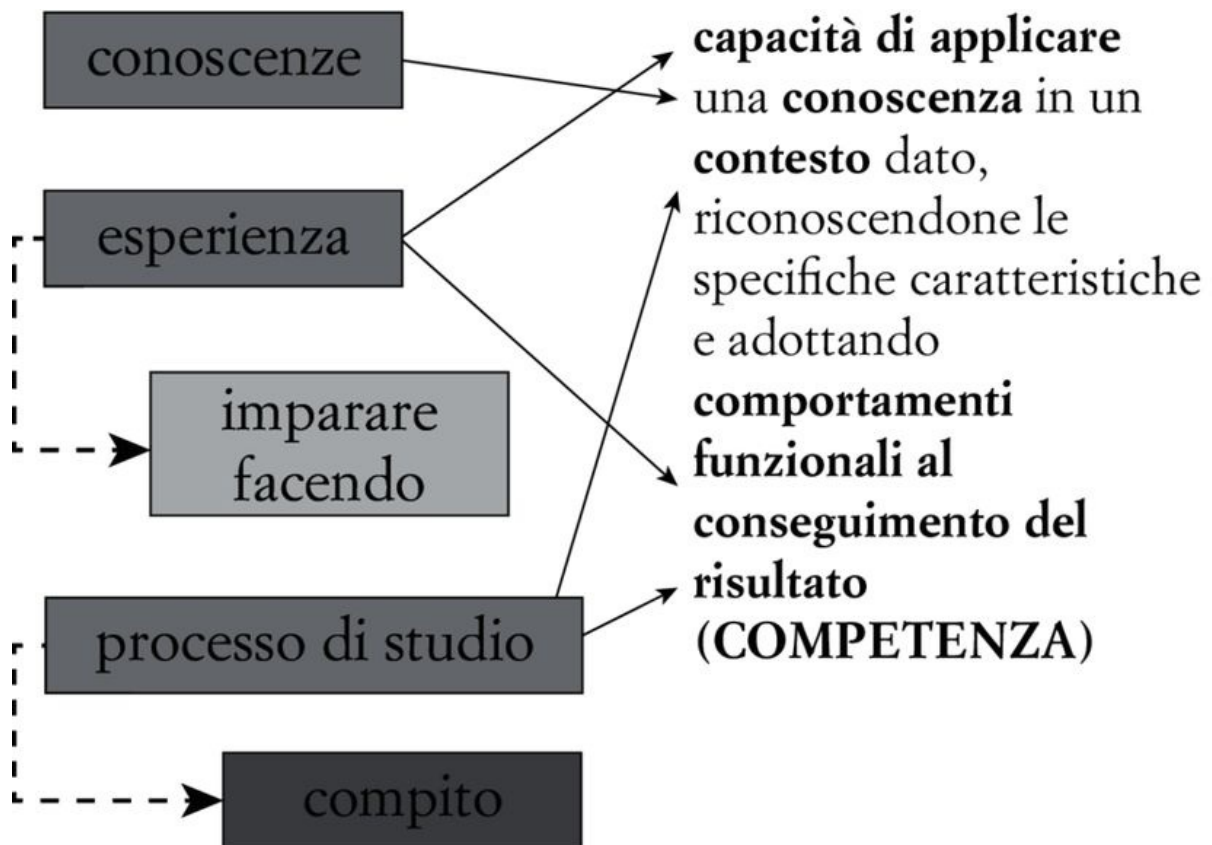 conoscenze
esperienza
imparare
facendo
processo di studio
compito
capacità di applicare
una conoscenza in un
contesto dato,
riconoscendone le
specifiche caratteristiche
e adottando
comportamenti
funzionali al
conseguimento del
risultato
(COMPETENZA)